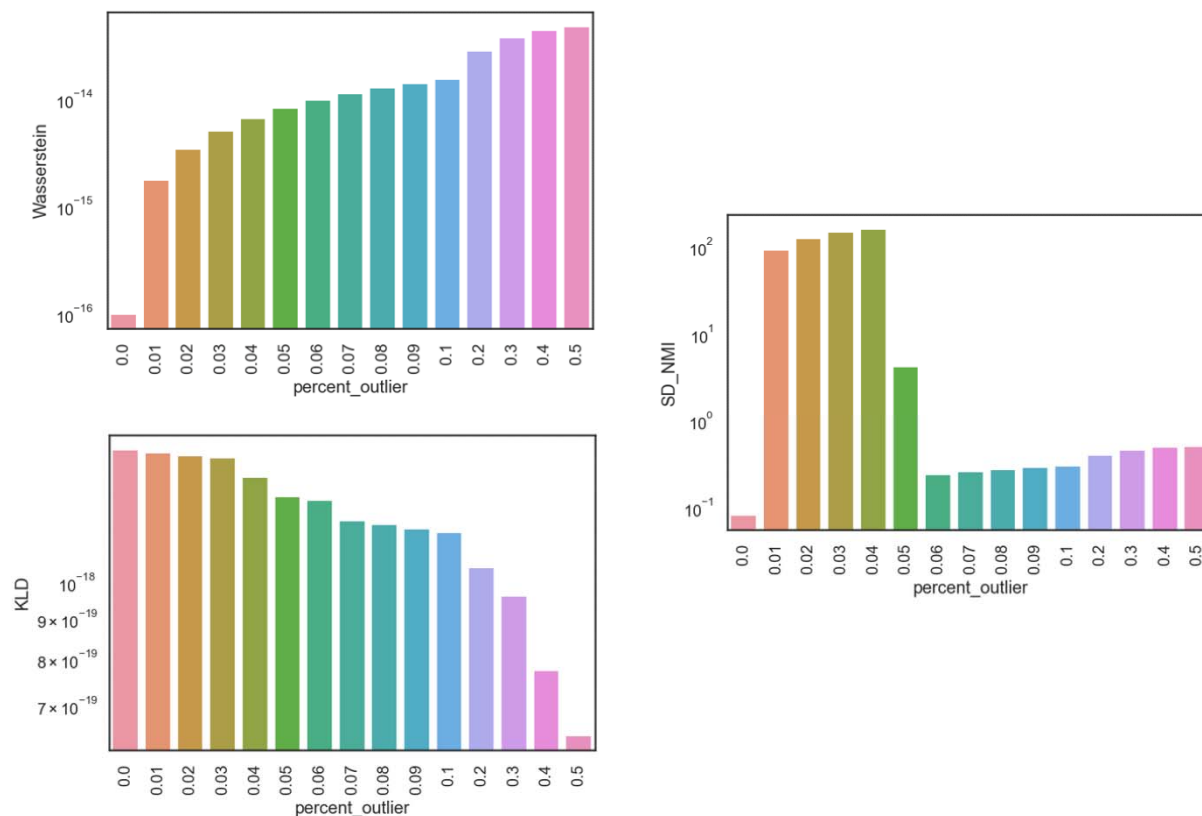 Wasserstein
10⁻¹⁴
10⁻¹⁵
10⁻¹⁶
0.0 0.01 0.02 0.03 0.04 0.05 0.06 0.07 0.08 0.09 0.1 0.2 0.3 0.4 0.5
percent_outlier
KLD
10⁻¹⁸
9 × 10⁻¹⁹
8 × 10⁻¹⁹
7 × 10⁻¹⁹
0.0 0.01 0.02 0.03 0.04 0.05 0.06 0.07 0.08 0.09 0.1 0.2 0.3 0.4 0.5
percent_outlier
SD_NMI
10²
10¹
10⁰
10⁻¹
0.0 0.01 0.02 0.03 0.04 0.05 0.06 0.07 0.08 0.09 0.1 0.2 0.3 0.4 0.5
percent_outlier